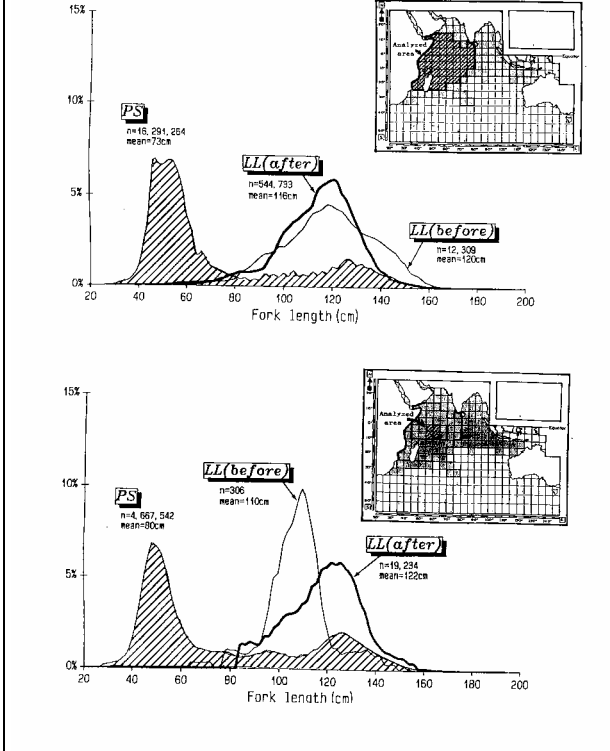 15%
10%
5%
0%
20 40 60 80 100 120 140 160 180 200
Fork length (cm)
PS
n=16, 291, 264
mean=73cm
LL(after)
n=544, 793
mean=116cm
LL(before)
n=12, 309
mean=120cm
Analyzed
area
Equator
15%
10%
5%
0%
20 40 60 80 100 120 140 160 180 200
Fork length (cm)
PS
n=4, 667, 542
mean=80cm
LL(before)
n=306
mean=110cm
LL(after)
n=19, 234
mean=122cm
Analyzed
area
Equator